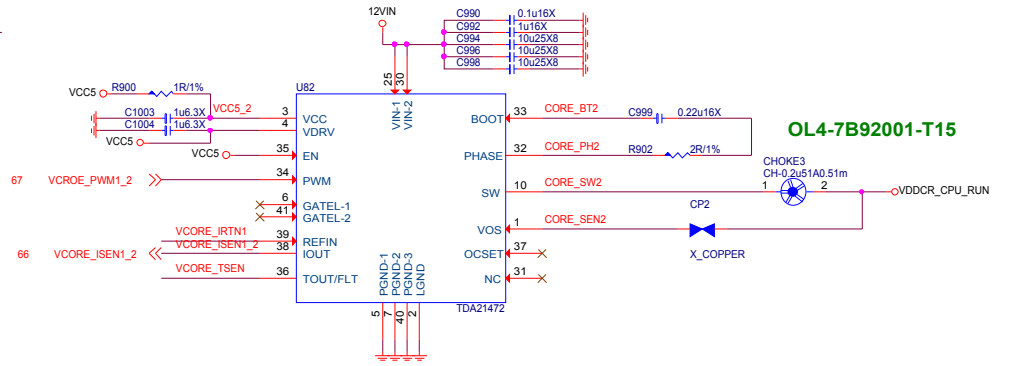 12VIN
C990 0.1u16X
C992 1u16X
C994 10u25X8
C996 10u25X8
C998 10u25X8
25
30
R900 1R/1%
VCC5
U82
VCC5_2
C1003 1u6.3X
C1004 1u6.3X
VCC5
VCC5
3 VCC
4 VDRV
35 EN
67 VCROE_PWM1_2
34 PWM
6 GATEL-1
41 GATEL-2
VCORE_IRTN1
39 REFIN
66 VCORE_ISEN1_2
VCORE_ISEN1_2
38 IOUT
VCORE_TSEN
36 TOUT/FLT
VIN-1
VIN-2
BOOT 33 CORE_BT2
C999 0.22u16X
PHASE 32 CORE_PH2
R902 2R/1%
OL4-7B92001-T15
SW 10 CORE_SW2
CHOKE3
CH-0.2u51A0.51m
1 2
VDDCR_CPU_RUN
VOS 1 CORE_SEN2
CP2
X_COPPER
OCSET 37
NC 31
PGND-1
PGND-2
PGND-3
LGND
TDA21472
5
7
40
2